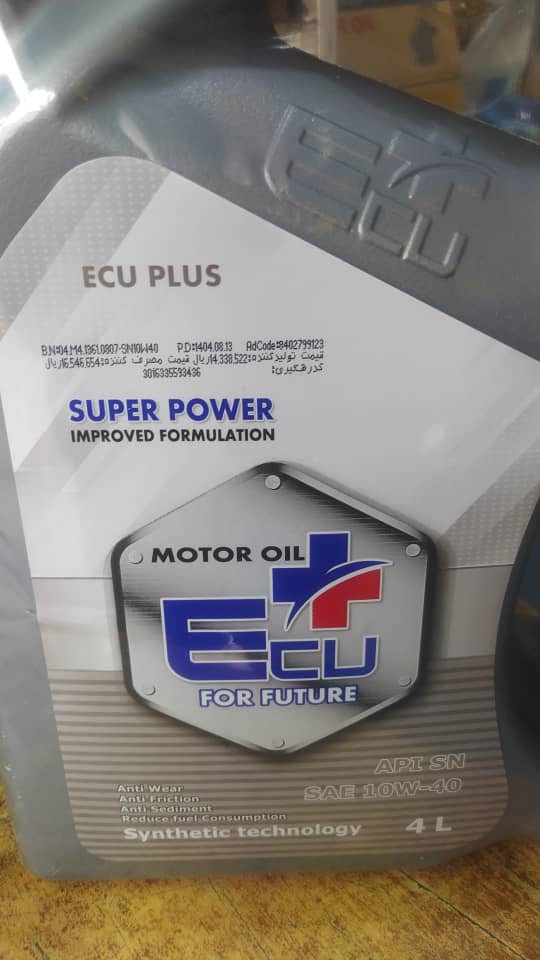 ECU
ECU PLUS
B.N:04.M4.1361.0807-SN10W40 P.D:1404.08.13 AdCode:8402799123
قیمت تولیدکننده:14,338,522ریال قیمت مصرف کننده:16,546,654ریال
کدرهگیری: 3016335593436
SUPER POWER
IMPROVED FORMULATION
MOTOR OIL
ECU
FOR FUTURE
API SN
SAE 10W-40
Anti Wear
Anti Friction
Anti Sediment
Reduce fuel Consumption
Synthetic technology 4 L